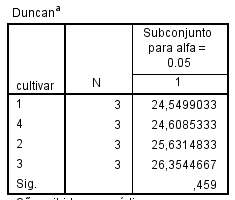 Duncanª
Subconjunto
para alfa =
0.05
cultivar N 1
1 3 24,5499033
4 3 24,6085333
2 3 25,6314833
3 3 26,3544667
Sig. ,459